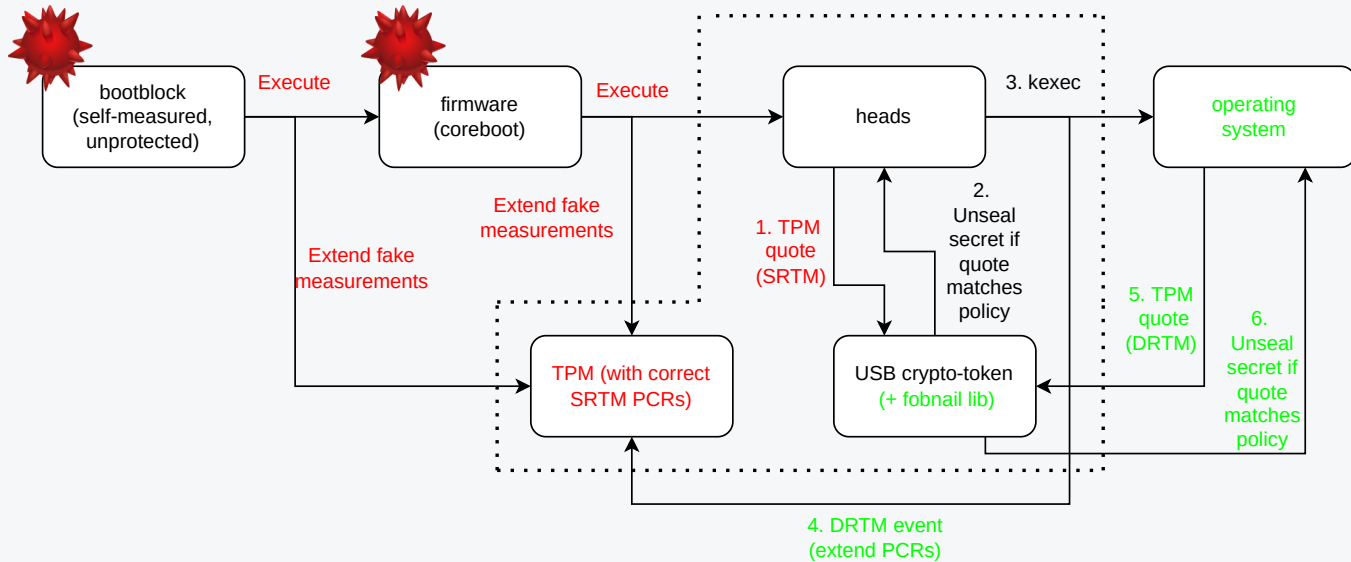 bootblock
(self-measured,
unprotected)
Execute
firmware
(coreboot)
Execute
heads
3. kexec
operating
system
Extend fake
measurements
Extend fake
measurements
1. TPM
quote
(SRTM)
2.
Unseal
secret if
quote
matches
policy
5. TPM
quote
(DRTM)
6.
Unseal
secret if
quote
matches
policy
TPM (with correct
SRTM PCRs)
USB crypto-token
(+ fobnail lib)
4. DRTM event
(extend PCRs)